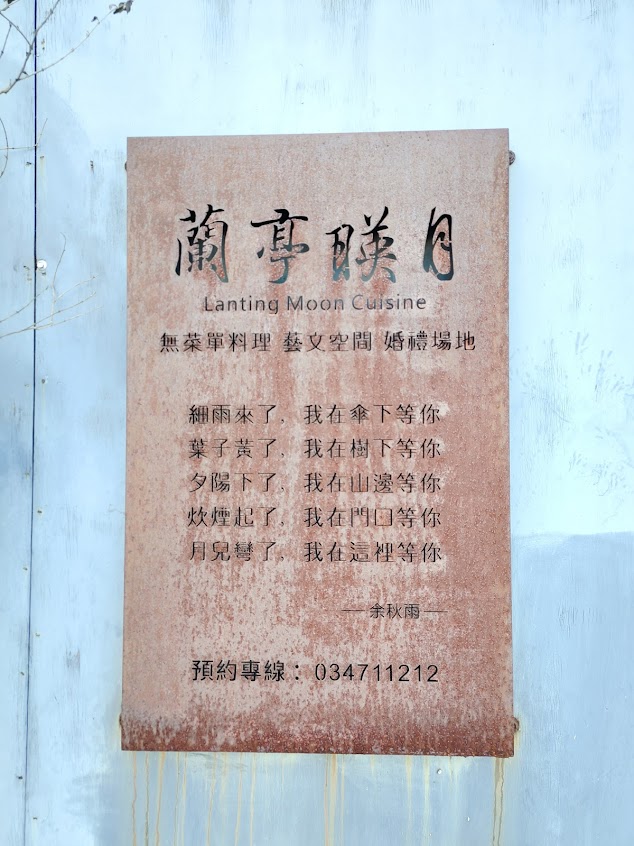 蘭亭暎月
Lanting Moon Cuisine
無菜單料理 藝文空間 婚禮場地
細雨來了，我在傘下等你
葉子黃了，我在樹下等你
夕陽下了，我在山邊等你
炊煙起了，我在門口等你
月兒彎了，我在這裡等你
——余秋雨——
預約專線：034711212